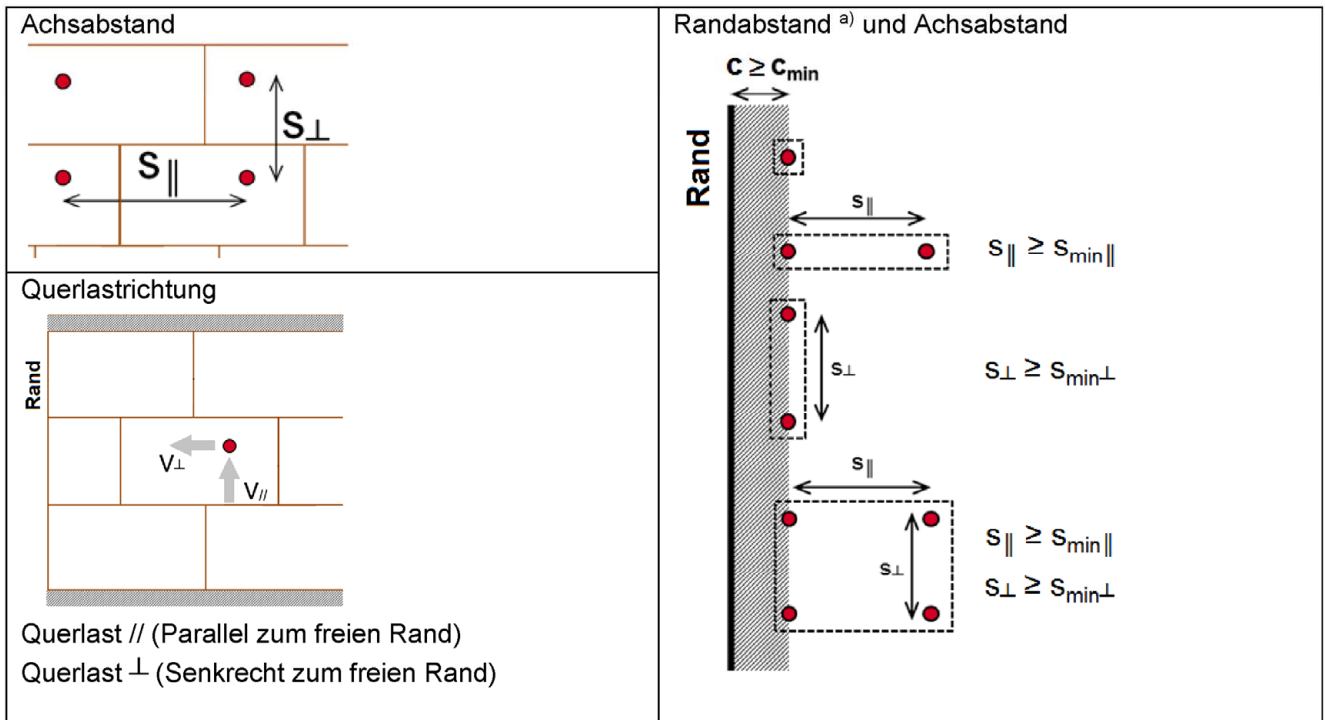 Achsabstand
S⊥
S∥
Querlastrichtung
Rand
V⊥
V//
Querlast // (Parallel zum freien Rand)
Querlast ⊥ (Senkrecht zum freien Rand)
Randabstand a) und Achsabstand
c ≥ cmin
Rand
s∥
s∥ ≥ smin∥
s⊥
s⊥ ≥ smin⊥
s∥
s⊥
s∥ ≥ smin∥
s⊥ ≥ smin⊥